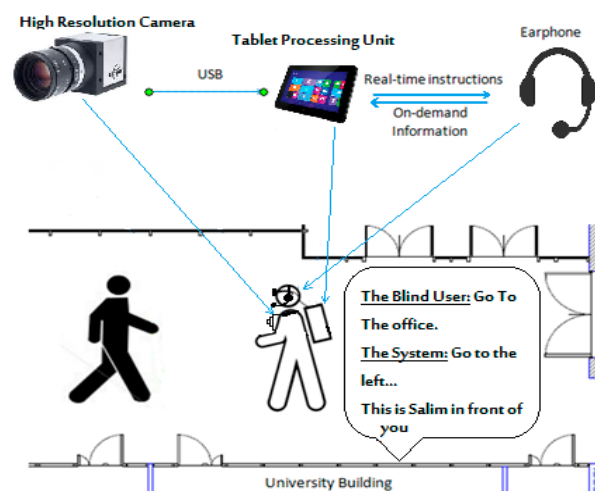 High Resolution Camera
Tablet Processing Unit
Earphone
USB
Real-time instructions
On-demand
Information
The Blind User: Go To
The office.
The System: Go to the
left...
This is Salim in front of
you
University Building